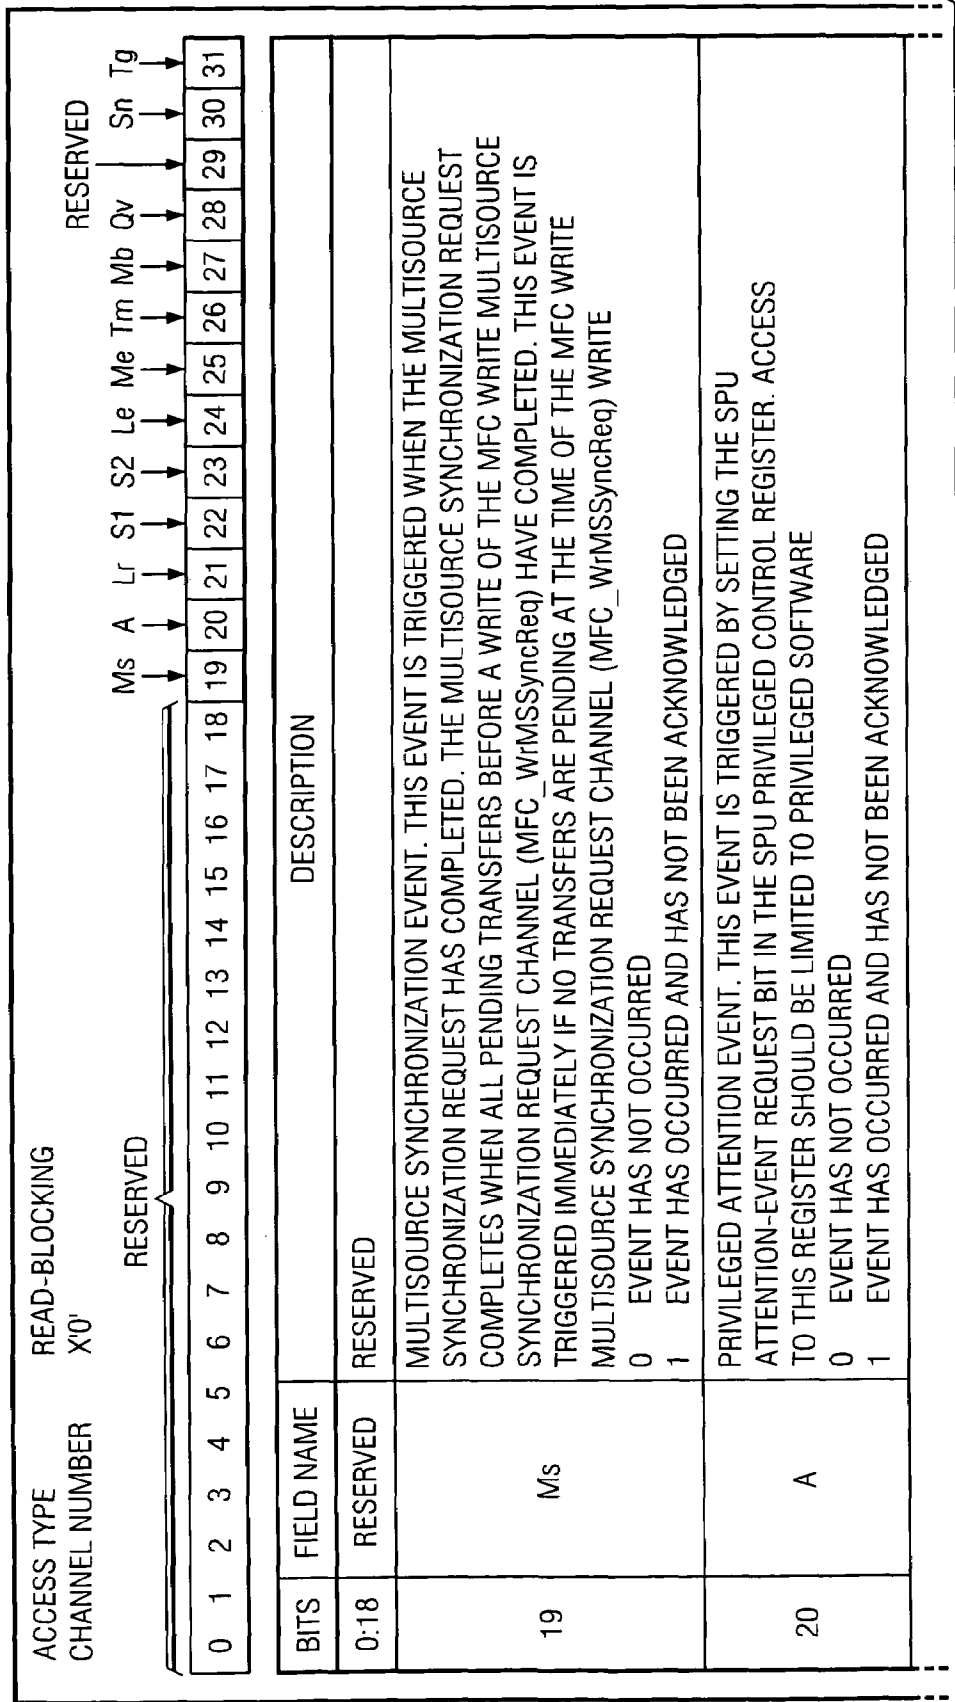 ACCESS TYPE READ-BLOCKING
CHANNEL NUMBER X'0'
RESERVED
RESERVED
Ms A Lr S1 S2 Le Me Tm Mb Qv Sn Tg
0 1 2 3 4 5 6 7 8 9 10 11 12 13 14 15 16 17 18 19 20 21 22 23 24 25 26 27 28 29 30 31
BITS FIELD NAME DESCRIPTION
0:18 RESERVED RESERVED
19 Ms
MULTISOURCE SYNCHRONIZATION EVENT. THIS EVENT IS TRIGGERED WHEN THE MULTISOURCE
SYNCHRONIZATION REQUEST HAS COMPLETED. THE MULTISOURCE SYNCHRONIZATION REQUEST
COMPLETES WHEN ALL PENDING TRANSFERS BEFORE A WRITE OF THE MFC WRITE MULTISOURCE
SYNCHRONIZATION REQUEST CHANNEL (MFC_WrMSSyncReq) HAVE COMPLETED. THIS EVENT IS
TRIGGERED IMMEDIATELY IF NO TRANSFERS ARE PENDING AT THE TIME OF THE MFC WRITE
MULTISOURCE SYNCHRONIZATION REQUEST CHANNEL (MFC_WrMSSyncReq) WRITE
0 EVENT HAS NOT OCCURRED
1 EVENT HAS OCCURRED AND HAS NOT BEEN ACKNOWLEDGED
20 A
PRIVILEGED ATTENTION EVENT. THIS EVENT IS TRIGGERED BY SETTING THE SPU
ATTENTION-EVENT REQUEST BIT IN THE SPU PRIVILEGED CONTROL REGISTER. ACCESS
TO THIS REGISTER SHOULD BE LIMITED TO PRIVILEGED SOFTWARE
0 EVENT HAS NOT OCCURRED
1 EVENT HAS OCCURRED AND HAS NOT BEEN ACKNOWLEDGED